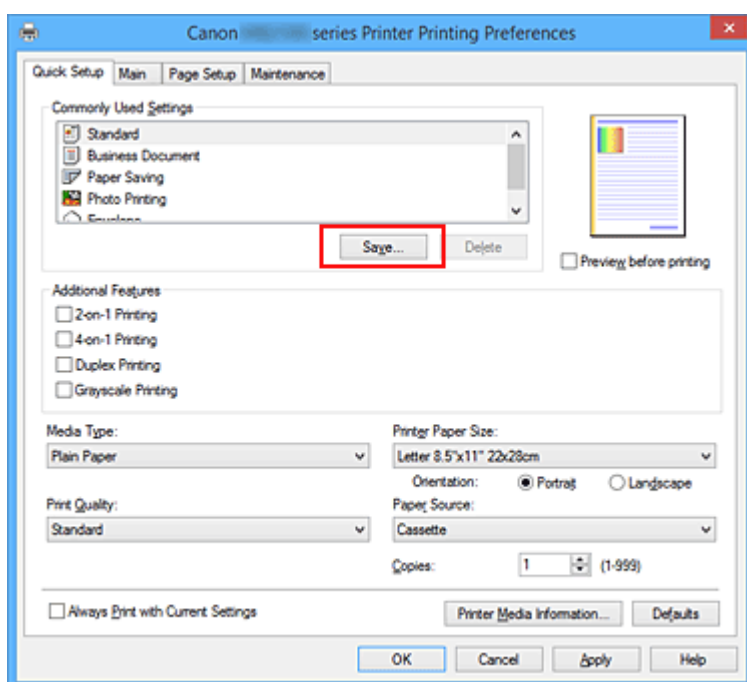 Canon series Printer Printing Preferences
Quick Setup Main Page Setup Maintenance
Commonly Used Settings
Standard
Business Document
Paper Saving
Photo Printing
Envelope
Save... Delete
Preview before printing
Additional Features
2-on-1 Printing
4-on-1 Printing
Duplex Printing
Grayscale Printing
Media Type: Printer Paper Size:
Plain Paper Letter 8.5"x11" 22x28cm
Orientation: Portrait Landscape
Print Quality: Paper Source:
Standard Cassette
Copies: 1 (1-999)
Always Print with Current Settings Printer Media Information... Defaults
OK Cancel Apply Help